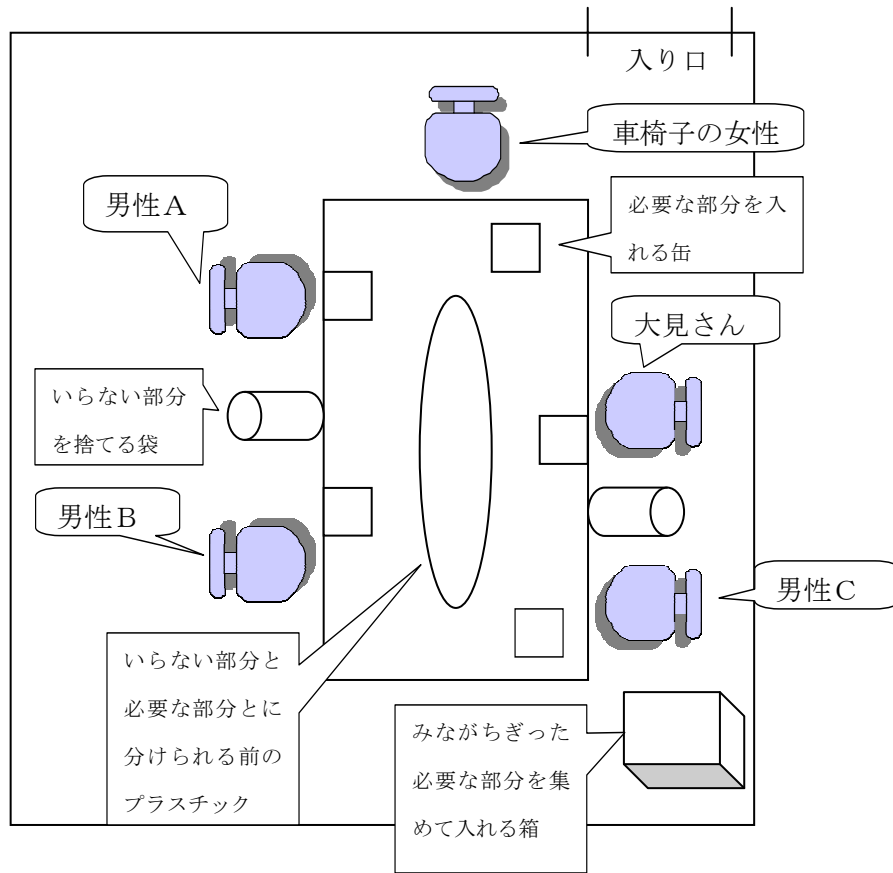 入り口
車椅子の女性
男性A
必要な部分を入
れる缶
大見さん
いらない部分
を捨てる袋
男性B
男性C
いらない部分と
必要な部分とに
分けられる前の
プラスチック
みながちぎった
必要な部分を集
めて入れる箱